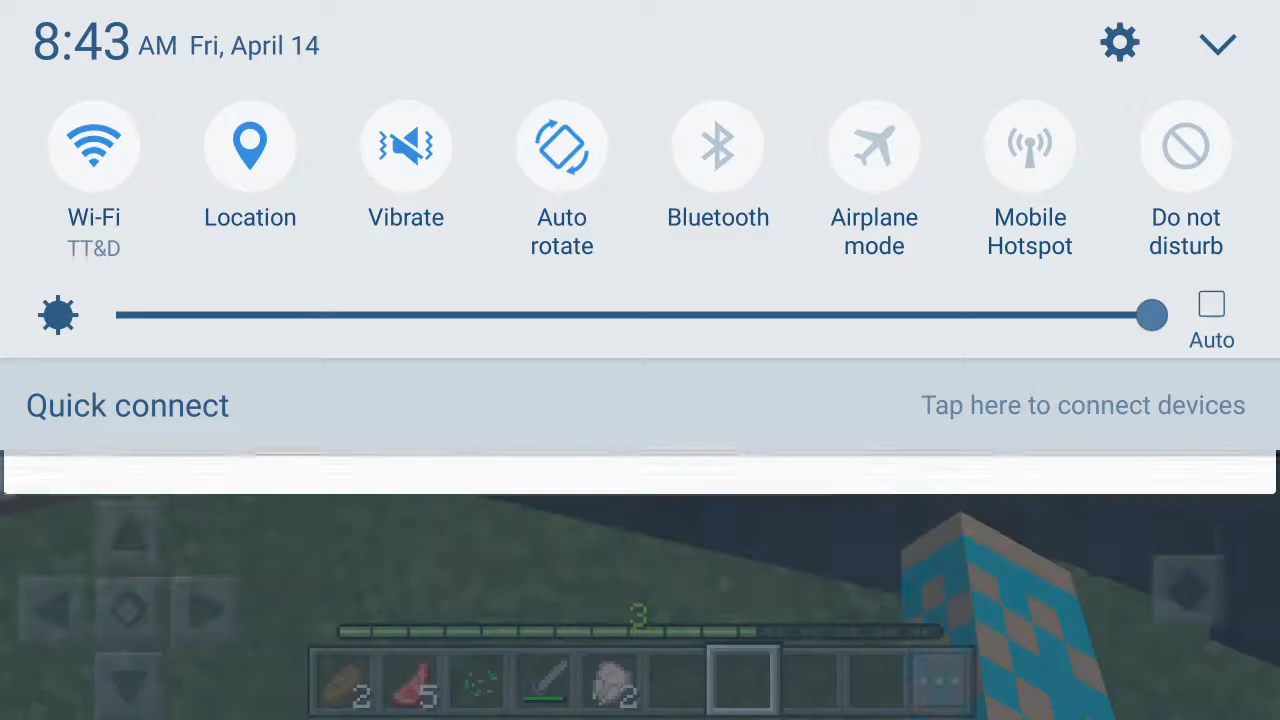 8:43 AM Fri, April 14
Wi-Fi
TT&D
Location
Vibrate
Auto
rotate
Bluetooth
Airplane
mode
Mobile
Hotspot
Do not
disturb
Auto
Quick connect
Tap here to connect devices
3
2
5
2